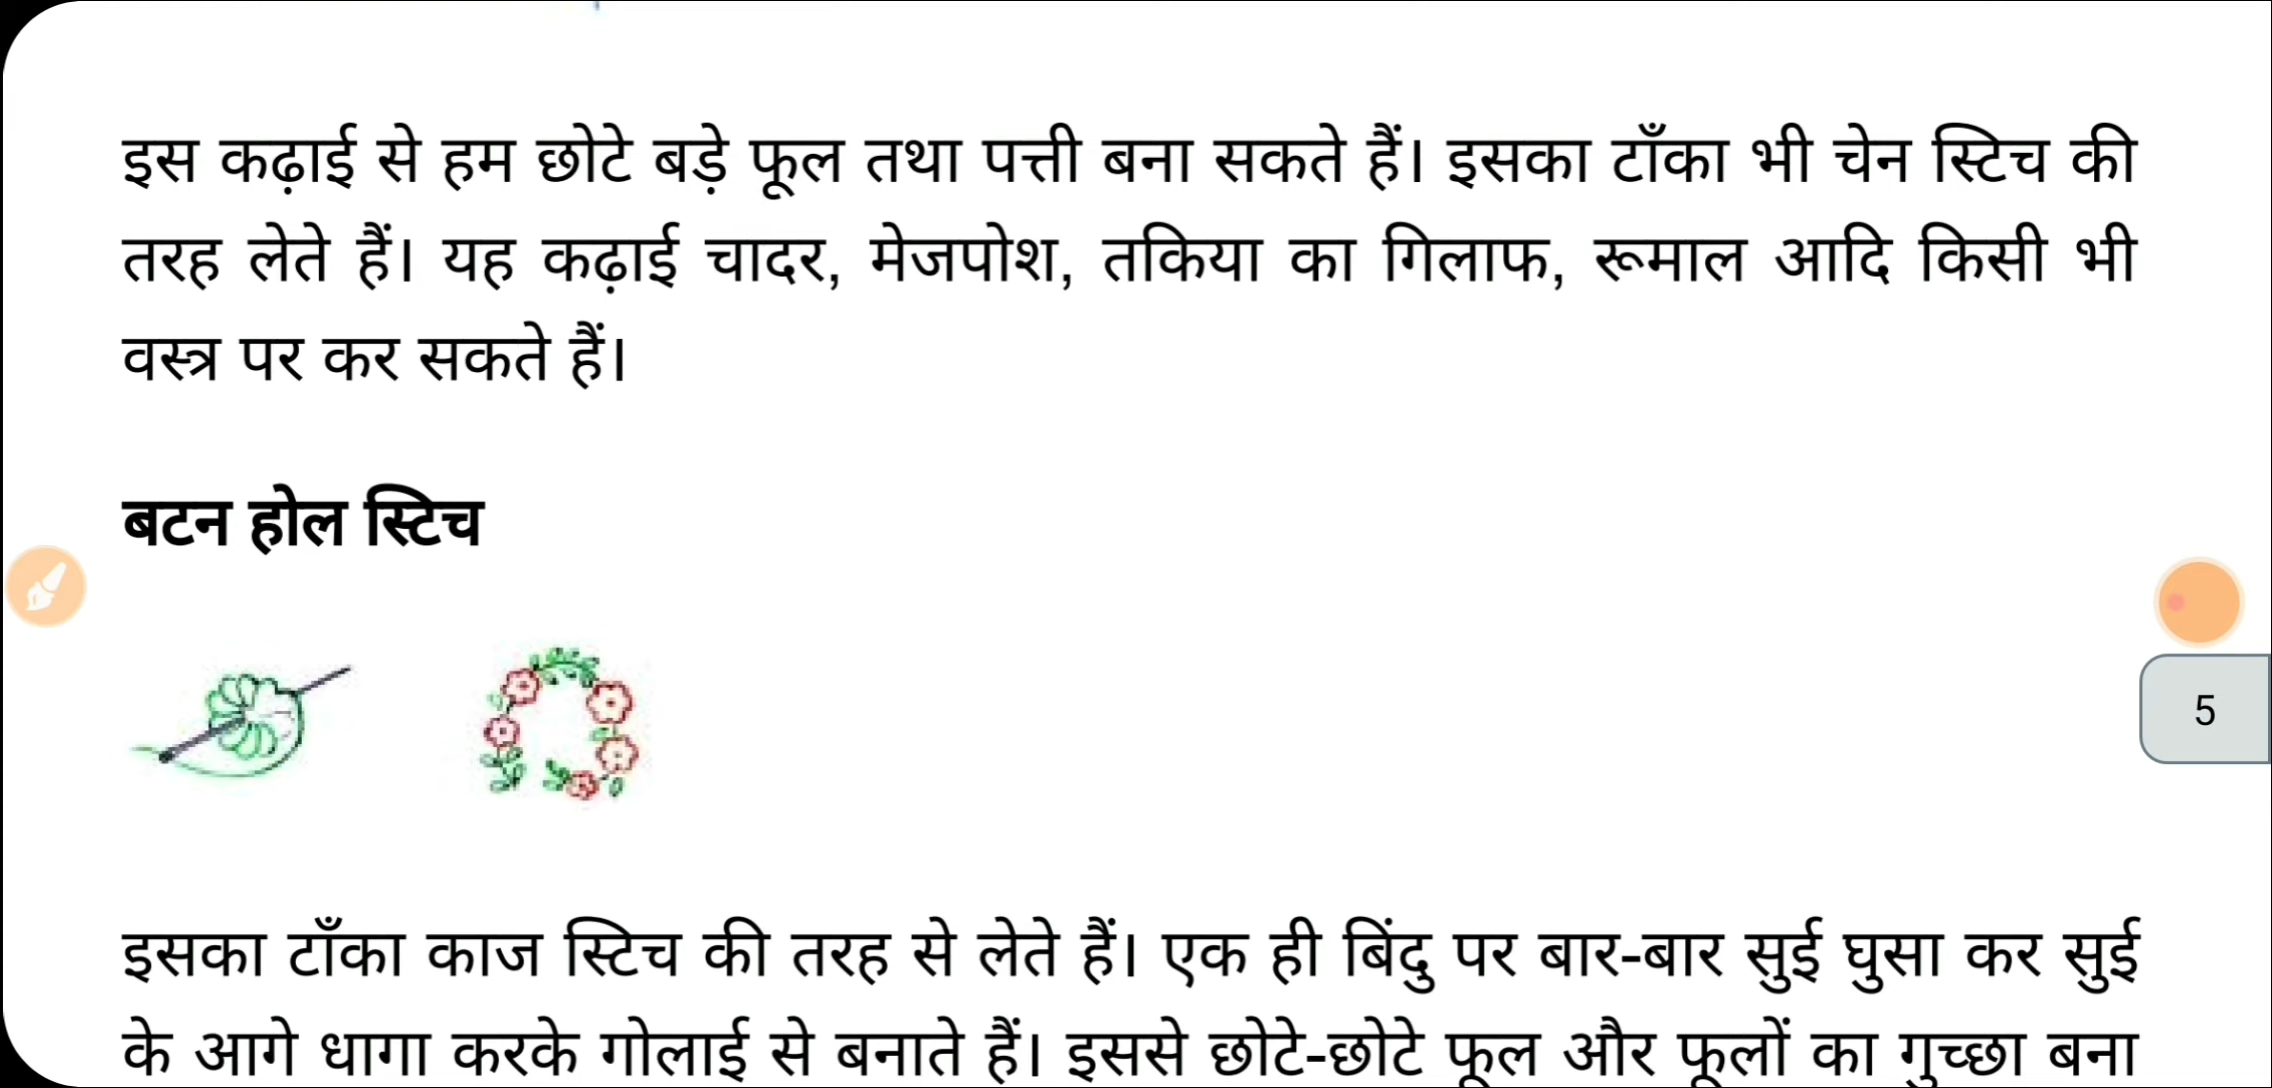 इस कढ़ाई से हम छोटे बड़े फूल तथा पत्ती बना सकते हैं। इसका टाँका भी चेन स्टिच की
तरह लेते हैं। यह कढ़ाई चादर, मेजपोश, तकिया का गिलाफ, रूमाल आदि किसी भी
वस्त्र पर कर सकते हैं।
बटन होल स्टिच
5
इसका टाँका काज स्टिच की तरह से लेते हैं। एक ही बिंदु पर बार-बार सुई घुसा कर सुई
के आगे धागा करके गोलाई से बनाते हैं। इससे छोटे-छोटे फूल और फूलों का गुच्छा बना